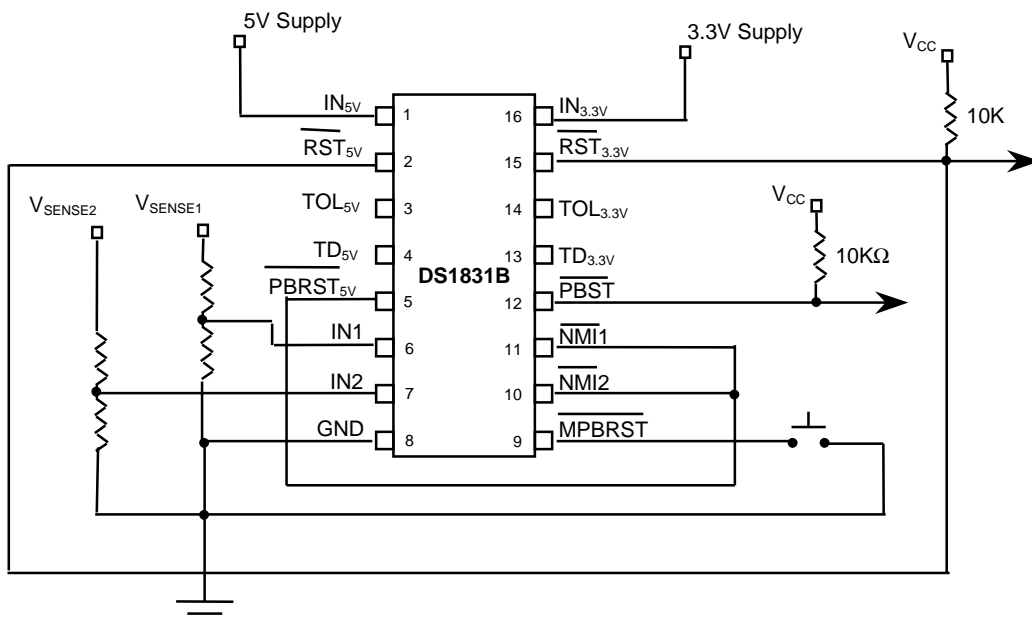 5V Supply
3.3V Supply
VCC
10K
IN5V
1
16
IN3.3V
RST5V
2
15
RST3.3V
VSENSE2
VSENSE1
TOL5V
3
14
TOL3.3V
VCC
TD5V
4
13
TD3.3V
10KΩ
DS1831B
PBRST5V
5
12
PBST
IN1
6
11
NMI1
IN2
7
10
NMI2
GND
8
9
MPBRST